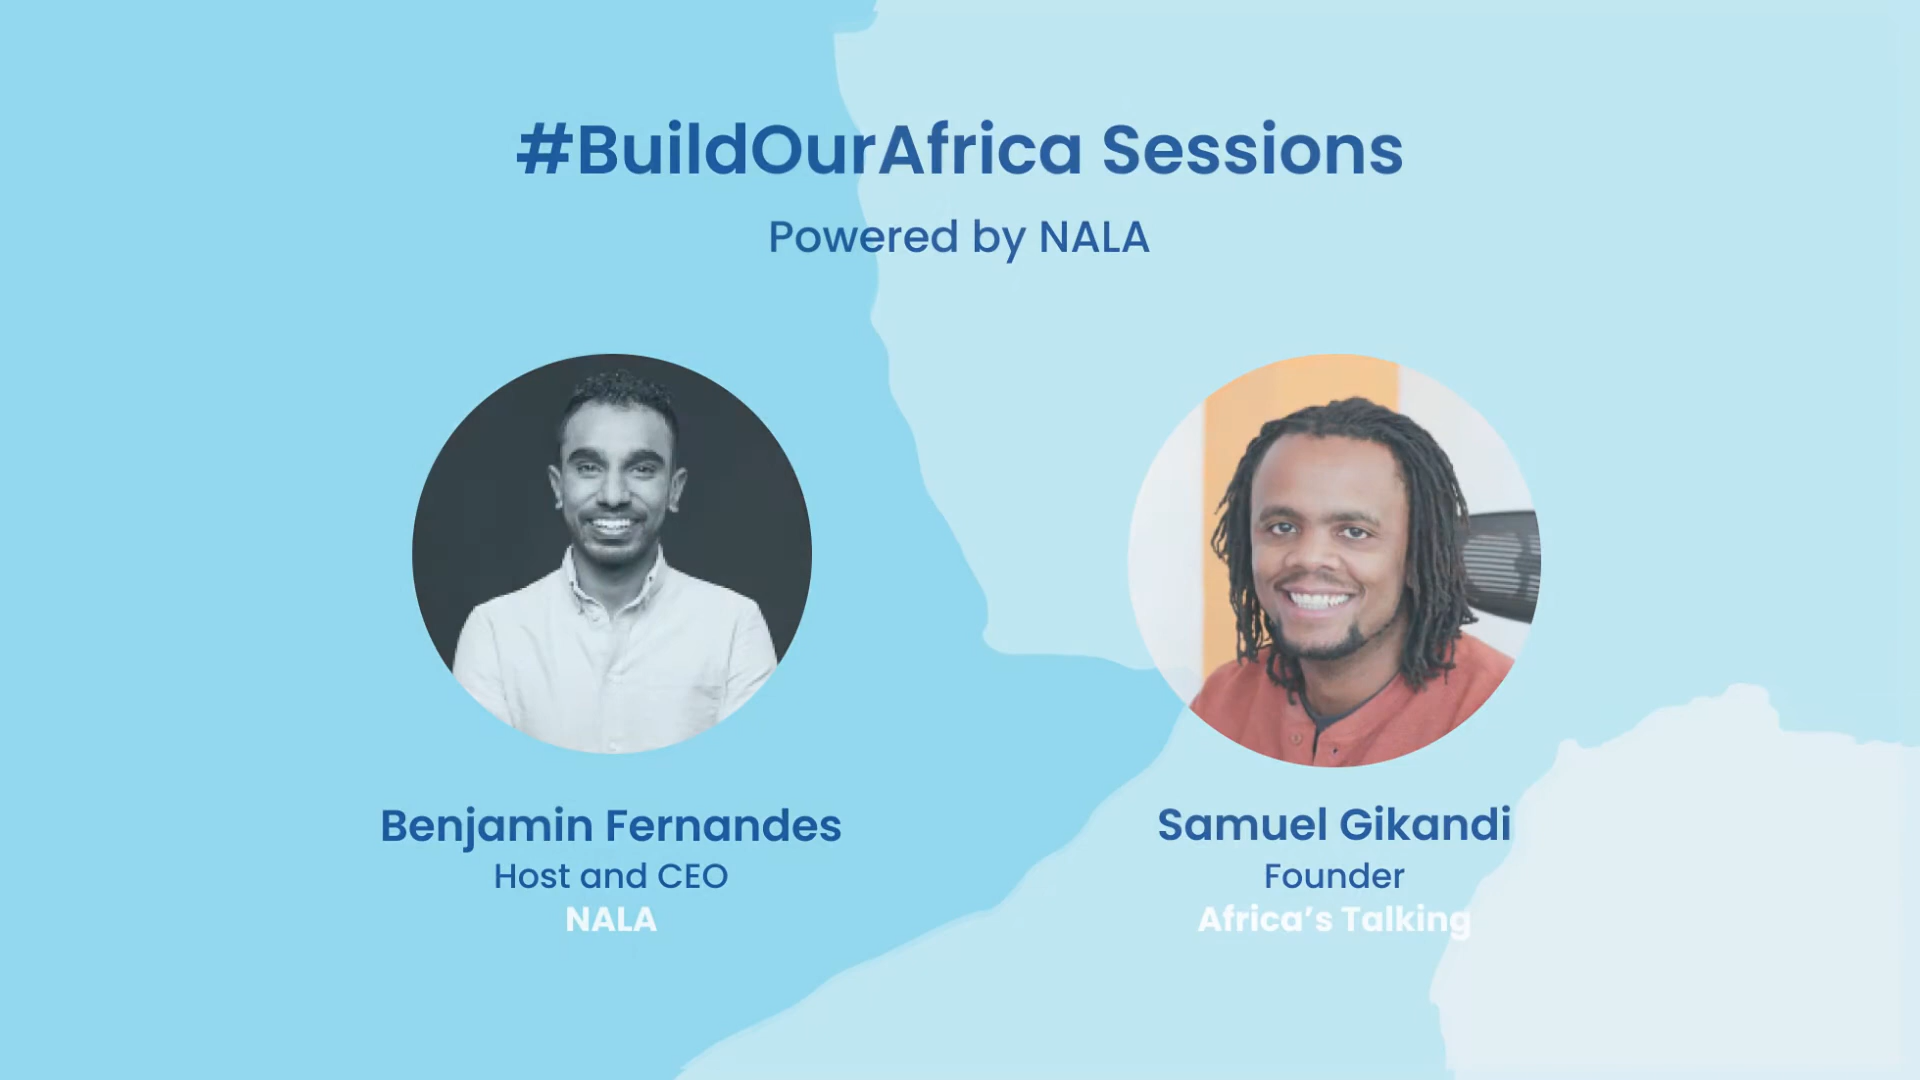 #BuildOurAfrica Sessions
Powered by NALA
Benjamin Fernandes
Host and CEO
NALA
Samuel Gikandi
Founder
Africa’s Talking